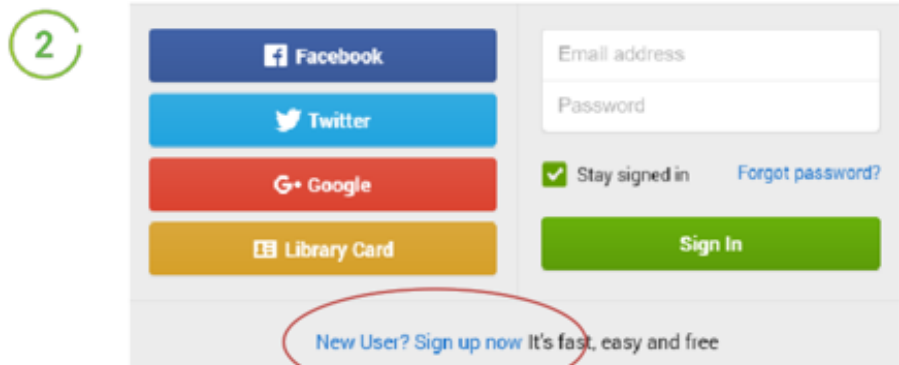 2
Facebook
Twitter
G+ Google
Library Card
Email address
Password
Stay signed in
Forgot password?
Sign In
New User? Sign up now It's fast, easy and free